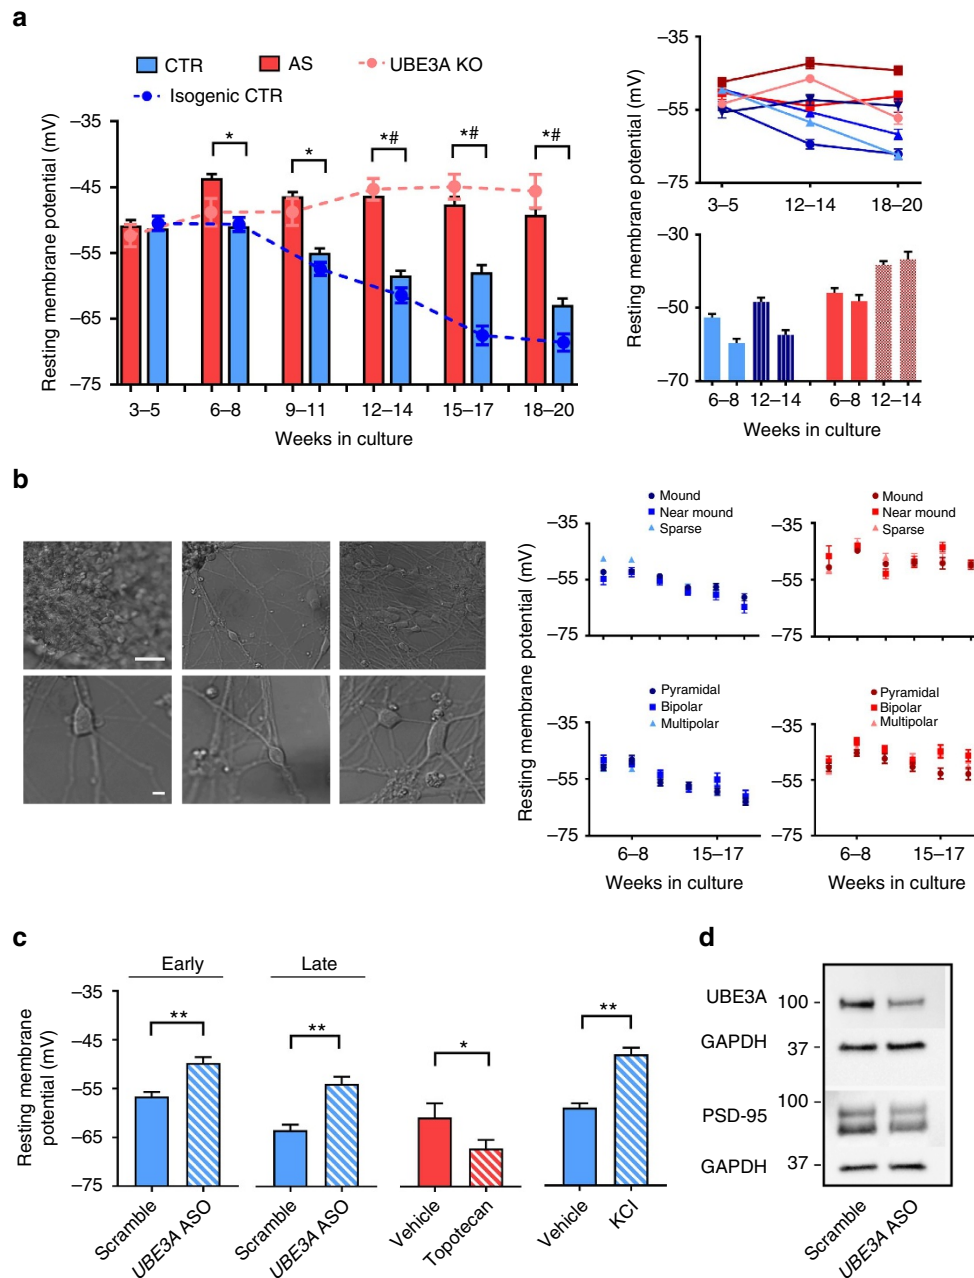 a
CTR
AS
UBE3A KO
Isogenic CTR
Resting membrane potential (mV)
−35
−45
−55
−65
−75
*
*
*#
*#
*#
3–5
6–8
9–11
12–14
15–17
18–20
Weeks in culture
Resting membrane potential (mV)
−35
−55
−75
3–5
12–14
18–20
−30
−50
−70
6–8
12–14
6–8
12–14
Weeks in culture
b
Resting membrane potential (mV)
Mound
Near mound
Sparse
−35
−55
−75
Mound
Near mound
Sparse
−35
−55
−75
Pyramidal
Bipolar
Multipolar
−35
−55
−75
6–8
15–17
Weeks in culture
Pyramidal
Bipolar
Multipolar
−35
−55
−75
6–8
15–17
Weeks in culture
c
Early
Late
Resting membrane
potential (mV)
−35
−45
−55
−65
−75
**
**
*
**
Scramble
UBE3A ASO
Scramble
UBE3A ASO
Vehicle
Topotecan
Vehicle
KCl
d
UBE3A
100
GAPDH
37
100
PSD-95
37
GAPDH
Scramble
UBE3A ASO